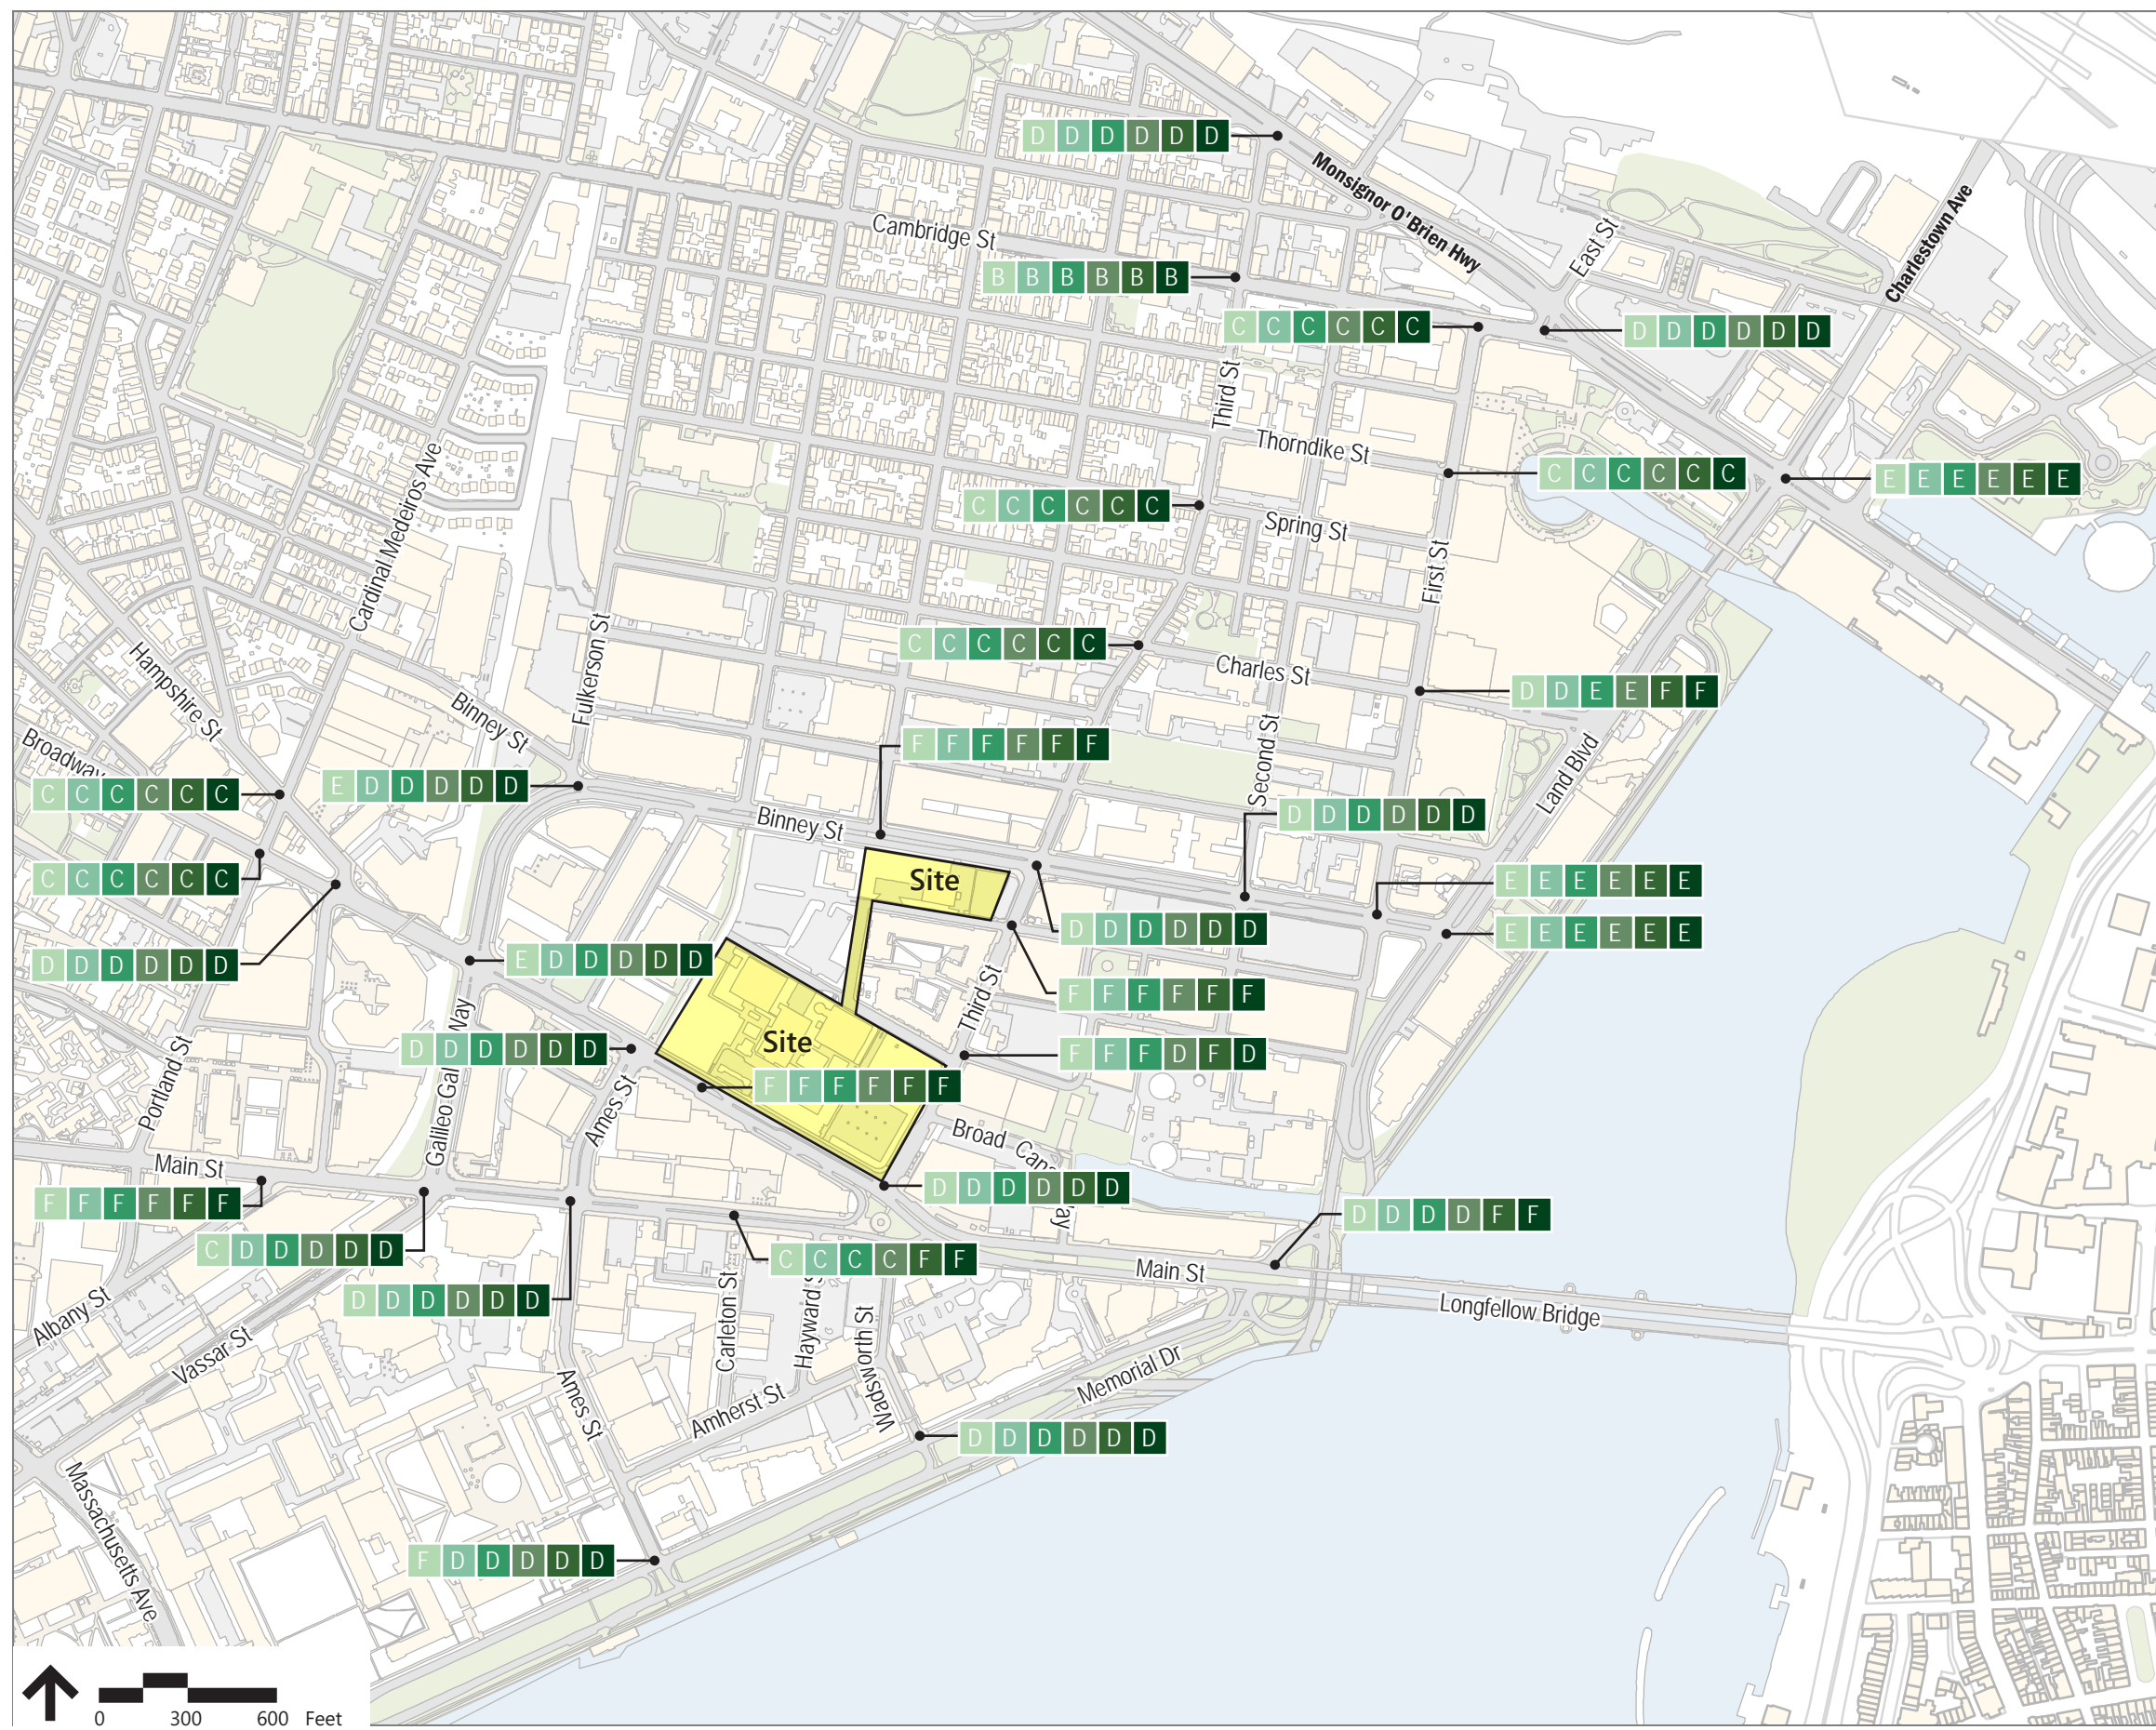 D D D D D D
Monsignor O'Brien Hwy
East St
Charlestown Ave
Cambridge St
B B B B B B
C C C C C C
D D D D D D
Third St
Thorndike St
C C C C C C
E E E E E E
C C C C C C
Spring St
First St
Cardinal Medeiros Ave
Fulkerson St
C C C C C C
Charles St
D D E E F F
Hampshire St
Binney St
Broadway
F F F F F F
Second St
Land Blvd
C C C C C C
E D D D D D
Binney St
D D D D D D
C C C C C C
Site
E E E E E E
D D D D D D
E E E E E E
D D D D D D
E D D D D D
F F F F F F
Third St
Site
D D D D D D
F F F D F D
Portland St
Galileo Gal Way
Ames St
F F F F F F
Broad Cana
ay
Main St
F F F F F F
D D D D D D
D D D D F F
C D D D D D
C C C C F F
Main St
D D D D D D
Longfellow Bridge
Albany St
Vassar St
Carleton St
Hayward S
Wadsworth St
Memorial Dr
Ames St
Amherst St
D D D D D D
Massachusetts Ave
F D D D D D
0 300 600 Feet